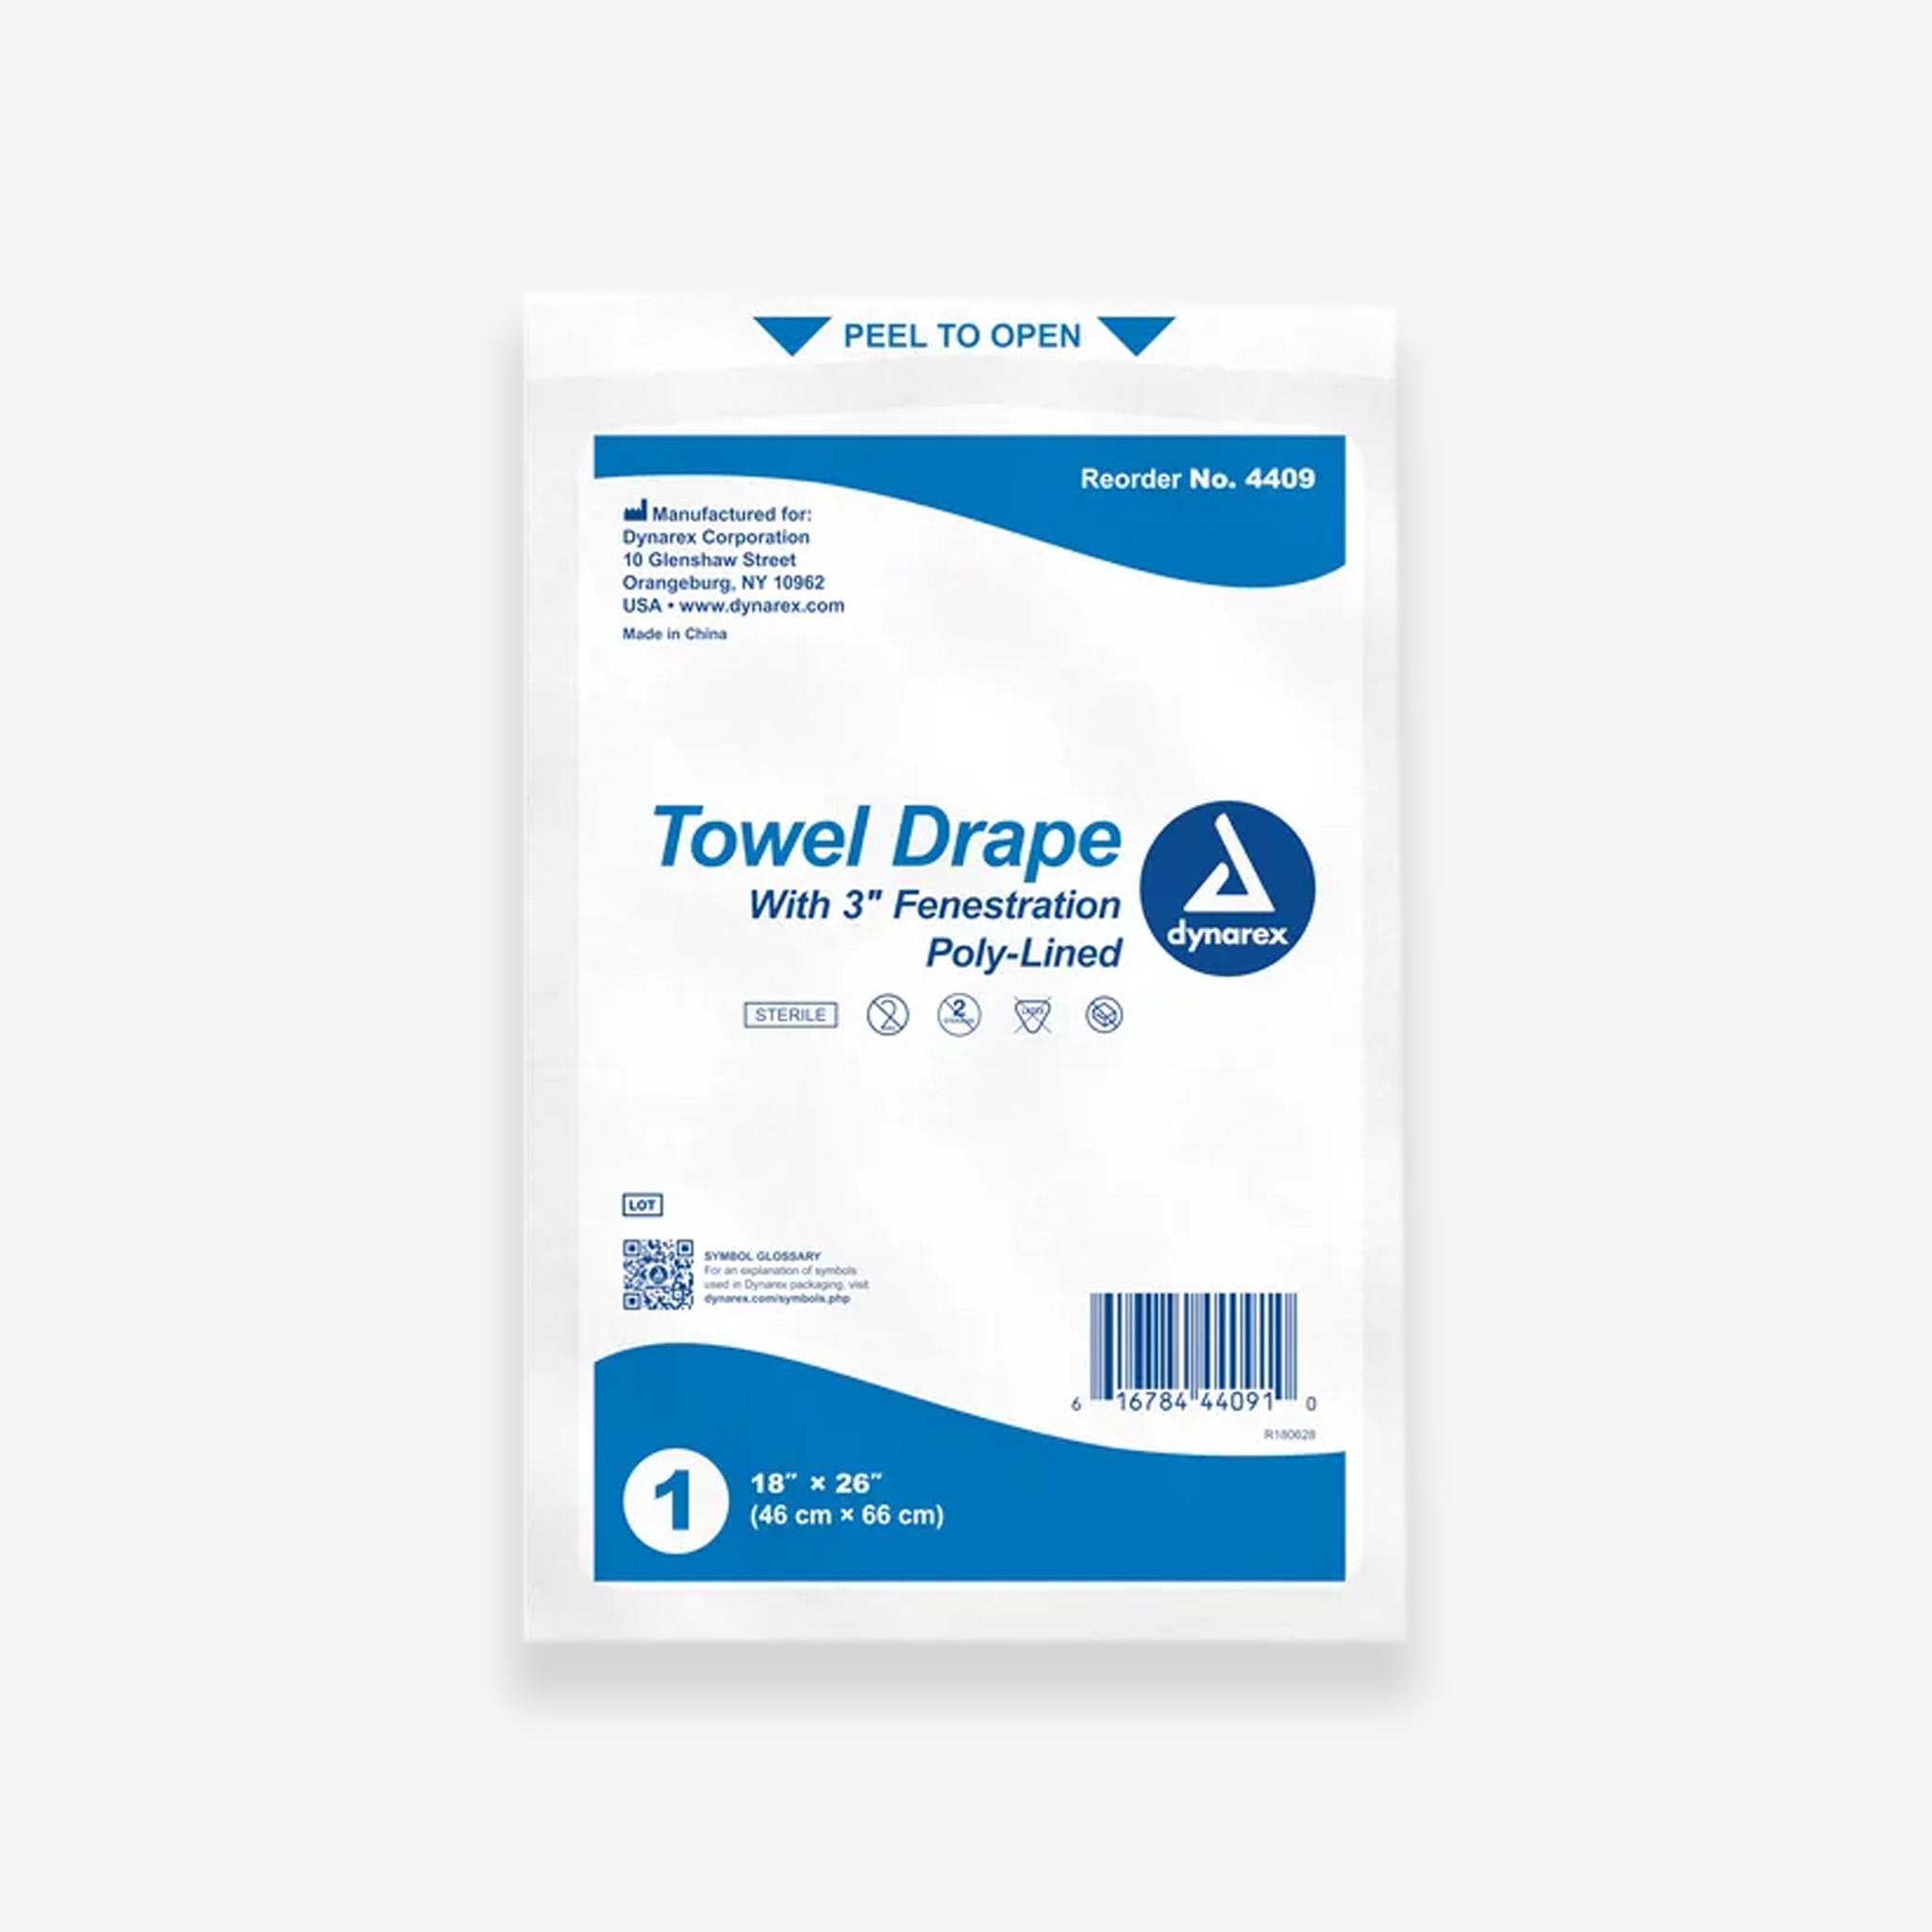 PEEL TO OPEN
Reorder No. 4409
Manufactured for:
Dynarex Corporation
10 Glenshaw Street
Orangeburg, NY 10962
USA • www.dynarex.com
Made in China
Towel Drape
With 3" Fenestration
Poly-Lined
dynarex
STERILE
2
2
LATEX
LOT
SYMBOL GLOSSARY
For an explanation of symbols
used in Dynarex packaging, visit
dynarex.com/symbols.php
6 16784 44091 0
R180628
1
18" × 26"
(46 cm × 66 cm)